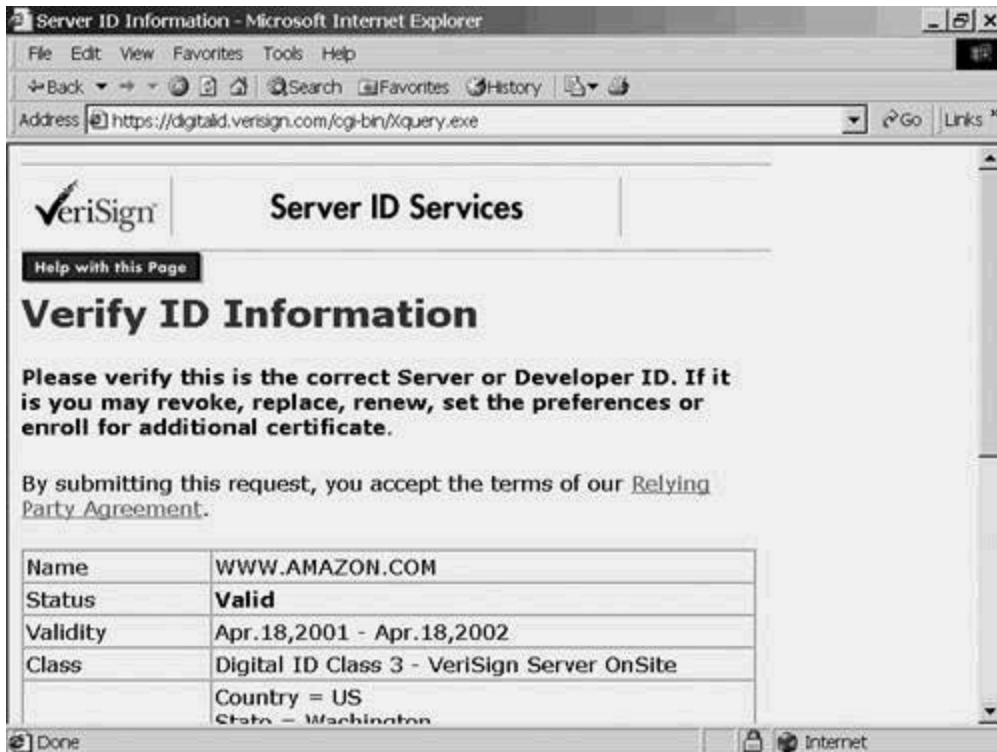 Server ID Information - Microsoft Internet Explorer
File Edit View Favorites Tools Help
Back Search Favorites History
Address https://digitalid.verisign.com/cgi-bin/Xquery.exe Go Links
VeriSign Server ID Services
Help with this Page
Verify ID Information
Please verify this is the correct Server or Developer ID. If it
is you may revoke, replace, renew, set the preferences or
enroll for additional certificate.
By submitting this request, you accept the terms of our Relying
Party Agreement.
Name WWW.AMAZON.COM
Status Valid
Validity Apr.18,2001 - Apr.18,2002
Class Digital ID Class 3 - VeriSign Server OnSite
Country = US
State = Washington
Done Internet